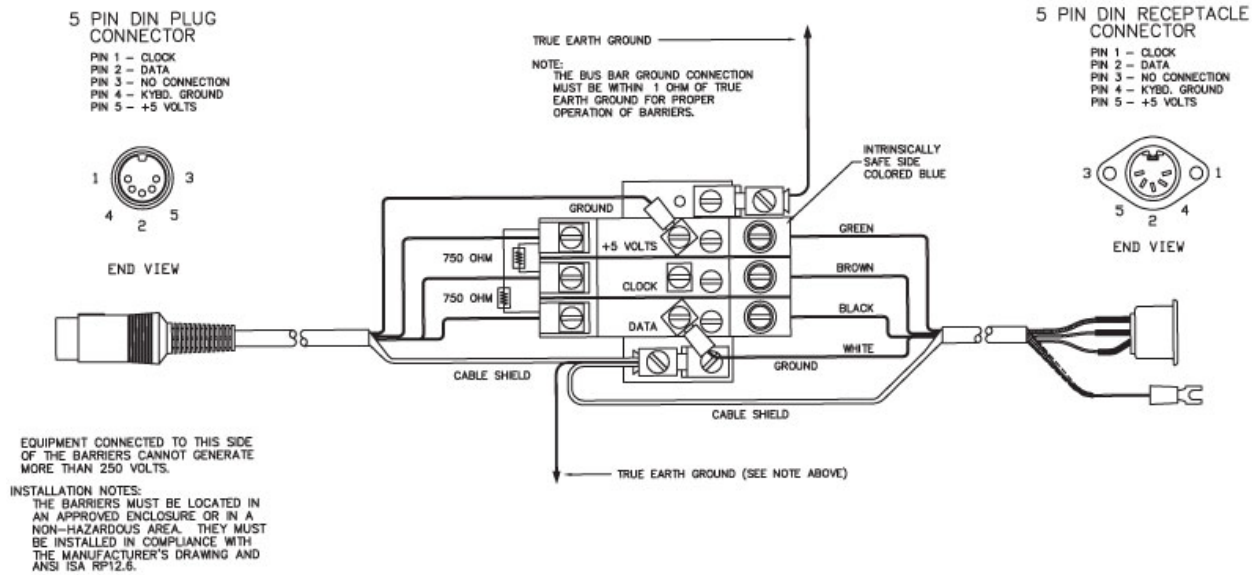 5 PIN DIN PLUG
CONNECTOR
PIN 1 – CLOCK
PIN 2 – DATA
PIN 3 – NO CONNECTION
PIN 4 – KYBD. GROUND
PIN 5 – +5 VOLTS
1
3
4
5
2
END VIEW
TRUE EARTH GROUND
NOTE:
THE BUS BAR GROUND CONNECTION
MUST BE WITHIN 1 OHM OF TRUE
EARTH GROUND FOR PROPER
OPERATION OF BARRIERS.
INTRINSICALLY
SAFE SIDE
COLORED BLUE
5 PIN DIN RECEPTACLE
CONNECTOR
PIN 1 – CLOCK
PIN 2 – DATA
PIN 3 – NO CONNECTION
PIN 4 – KYBD. GROUND
PIN 5 – +5 VOLTS
3
1
5
2
4
END VIEW
GROUND
+5 VOLTS
GREEN
750 OHM
CLOCK
BROWN
750 OHM
DATA
BLACK
WHITE
GROUND
CABLE SHIELD
CABLE SHIELD
TRUE EARTH GROUND (SEE NOTE ABOVE)
EQUIPMENT CONNECTED TO THIS SIDE
OF THE BARRIERS CANNOT GENERATE
MORE THAN 250 VOLTS.
INSTALLATION NOTES:
THE BARRIERS MUST BE LOCATED IN
AN APPROVED ENCLOSURE OR IN A
NON–HAZARDOUS AREA. THEY MUST
BE INSTALLED IN COMPLIANCE WITH
THE MANUFACTURER'S DRAWING AND
ANSI ISA RP12.6.